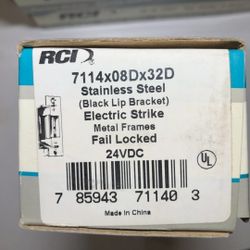 RCI
7114x08Dx32D
Stainless Steel
(Black Lip Bracket)
Electric Strike
Metal Frames
Fail Locked
24VDC
UL
7 85943 71140 3
Made in China